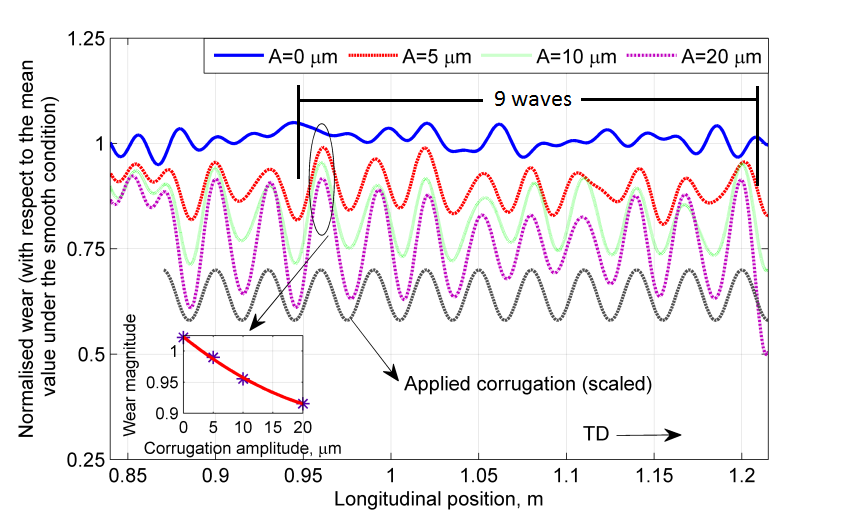 Normalised wear (with respect to the mean
value under the smooth condition)
1.25
1
0.75
0.5
0.25
A=0 μm
A=5 μm
A=10 μm
A=20 μm
9 waves
Wear magnitude
1
0.95
0.9
0 5 10 20
Corrugation amplitude, μm
Applied corrugation (scaled)
TD
0.85 0.9 0.95 1 1.05 1.1 1.15 1.2
Longitudinal position, m